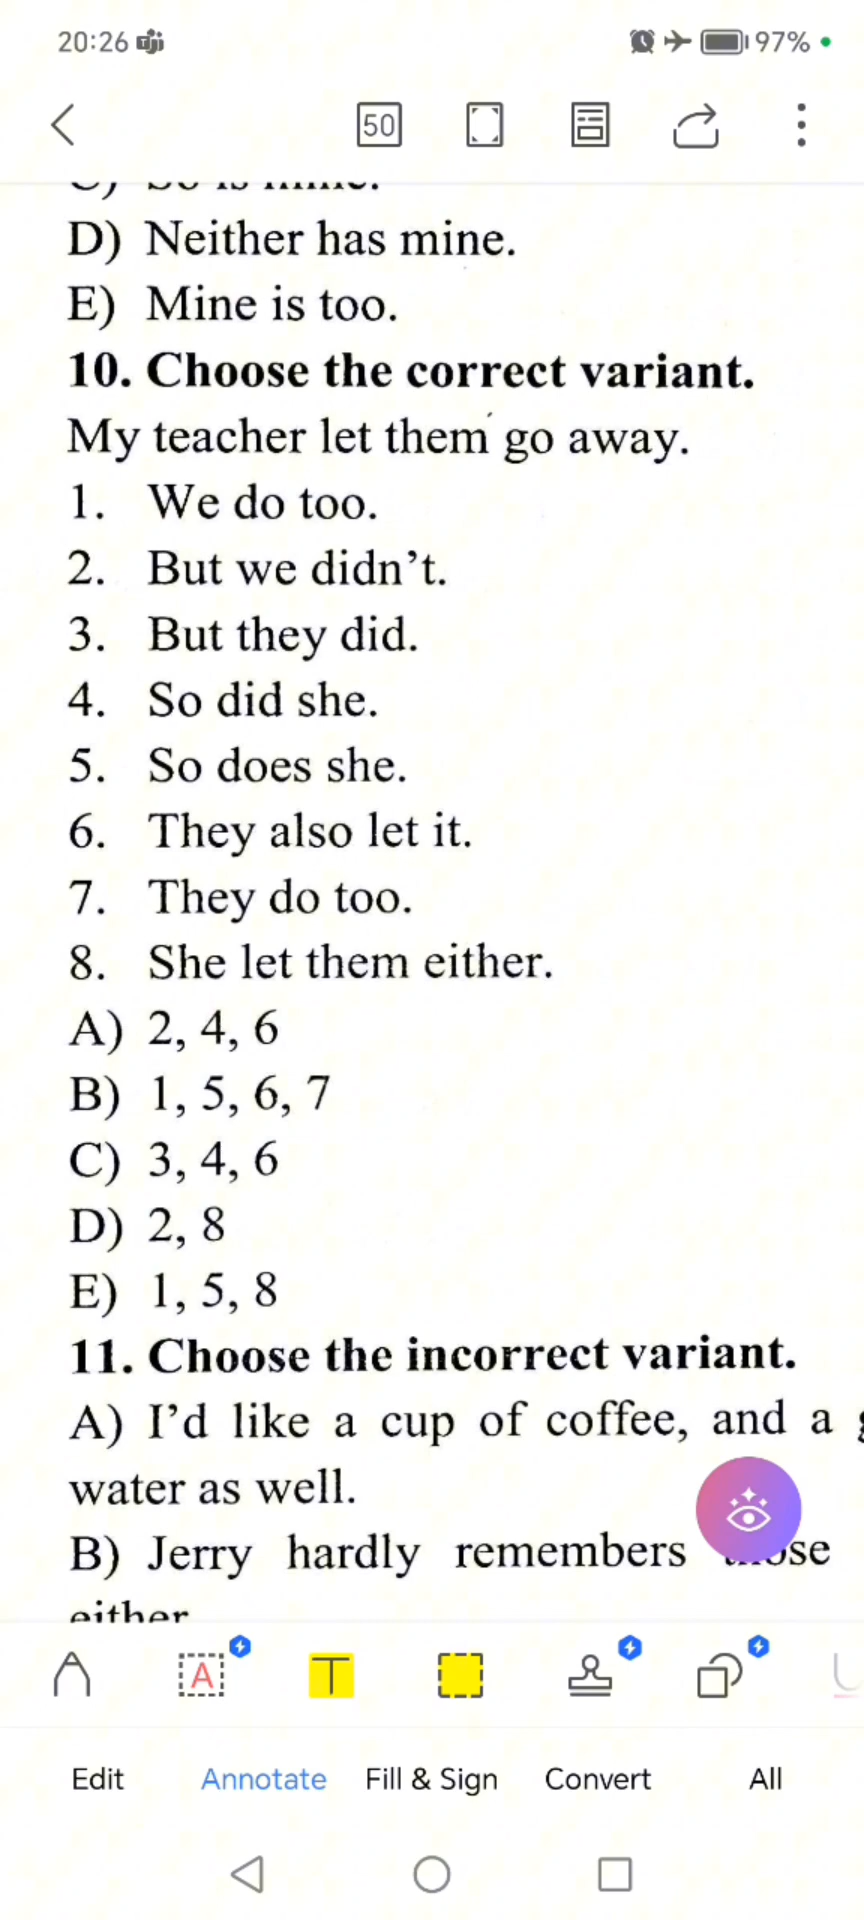 20:26
97%
50
D) Neither has mine.
E) Mine is too.
10. Choose the correct variant.
My teacher let them go away.
1. We do too.
2. But we didn't.
3. But they did.
4. So did she.
5. So does she.
6. They also let it.
7. They do too.
8. She let them either.
A) 2, 4, 6
B) 1, 5, 6, 7
C) 3, 4, 6
D) 2, 8
E) 1, 5, 8
11. Choose the incorrect variant.
A) I'd like a cup of coffee, and a
water as well.
B) Jerry hardly remembers
either
A
T
Edit Annotate Fill & Sign Convert All